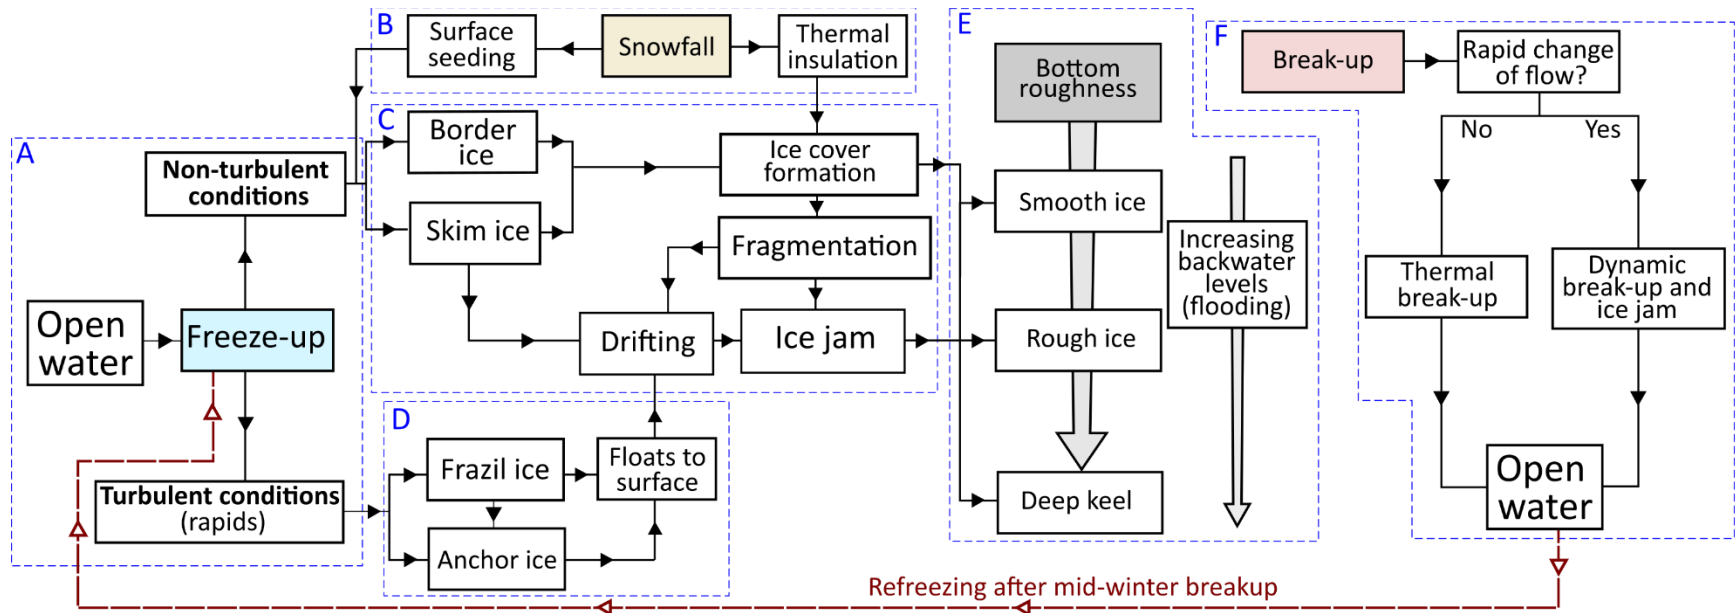 A
Non-turbulent
conditions
Open
water
Freeze-up
Turbulent conditions
(rapids)
B
Surface
seeding
Snowfall
Thermal
insulation
C
Border
ice
Skim ice
Ice cover
formation
Fragmentation
Drifting
Ice jam
D
Frazil ice
Floats to
surface
Anchor ice
E
Bottom
roughness
Smooth ice
Rough ice
Deep keel
Increasing
backwater
levels
(flooding)
F
Break-up
Rapid change
of flow?
No
Yes
Thermal
break-up
Dynamic
break-up and
ice jam
Open
water
Refreezing after mid-winter breakup